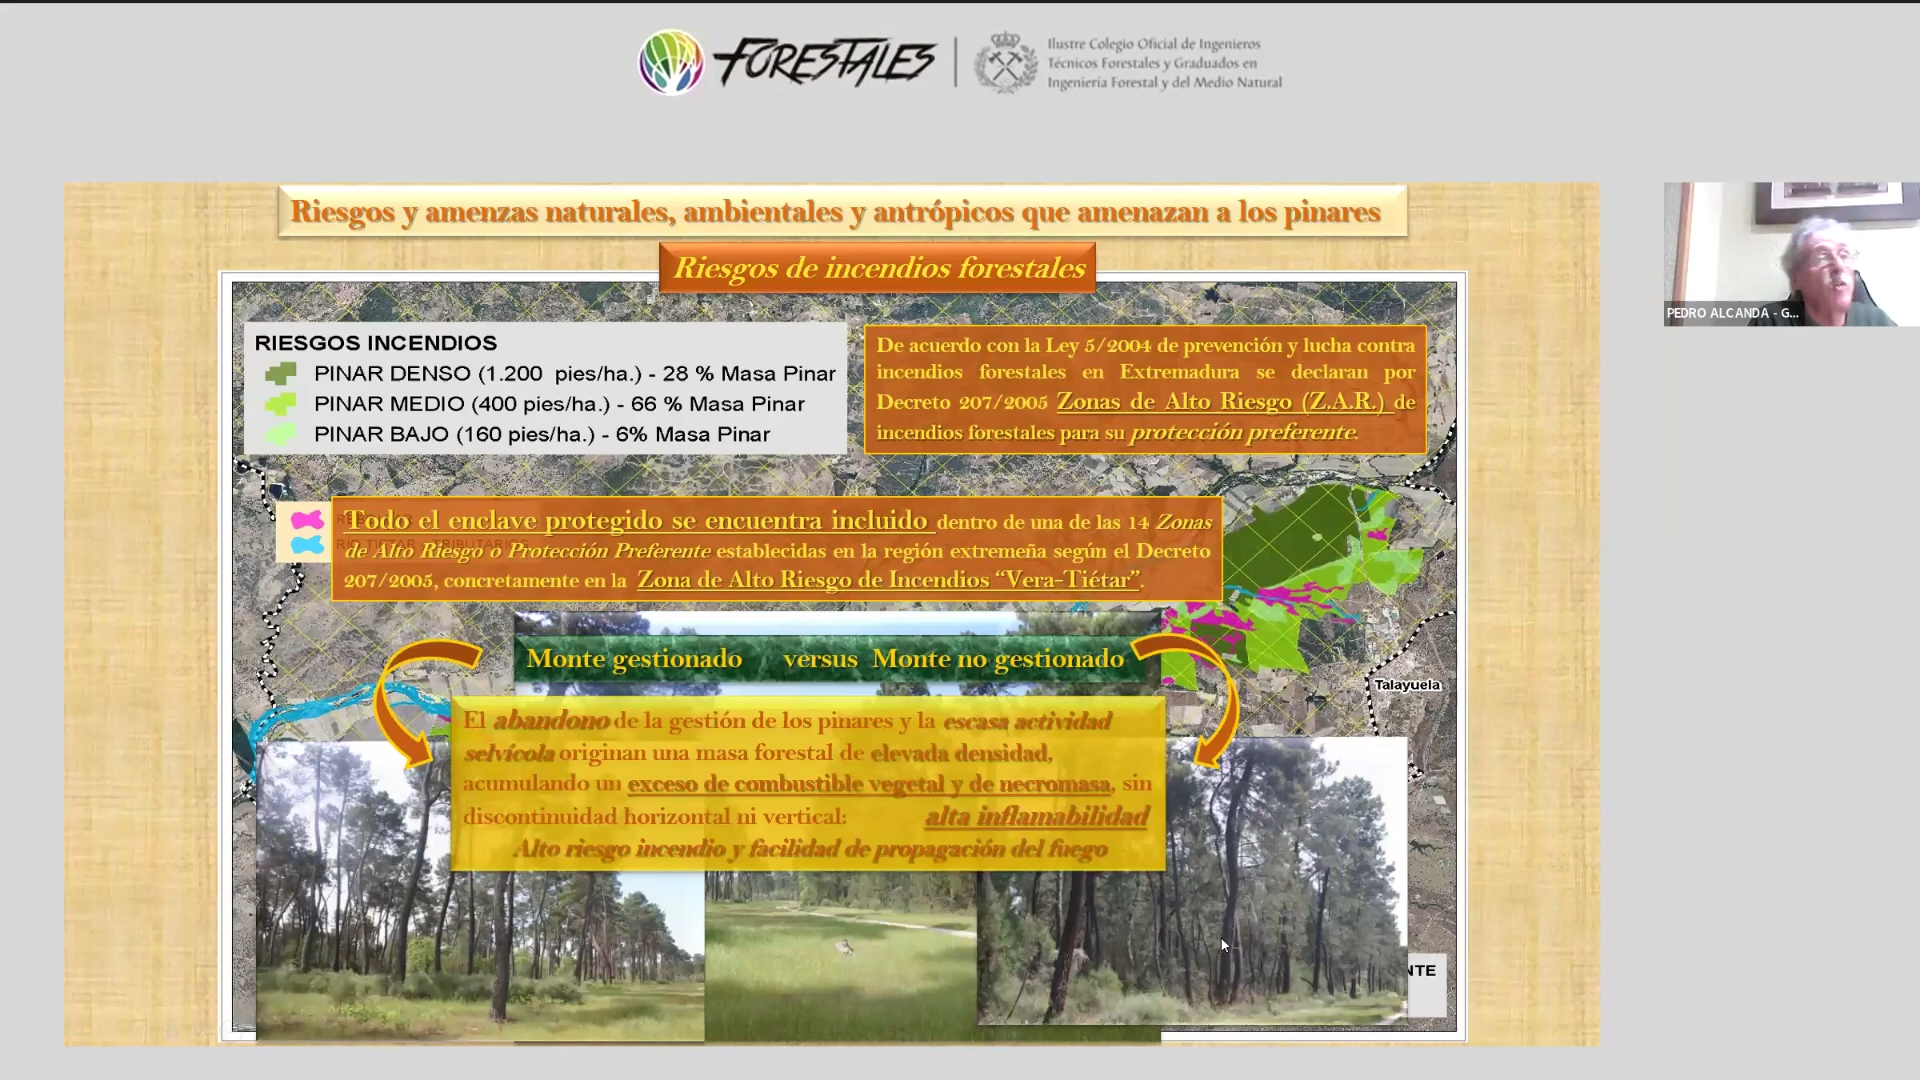 FORESTALES
Ilustre Colegio Oficial de Ingenieros
Técnicos Forestales y Graduados en
Ingeniería Forestal y del Medio Natural
Riesgos y amenzas naturales, ambientales y antrópicos que amenazan a los pinares
Riesgos de incendios forestales
PEDRO ALCANDA - G...
RIESGOS INCENDIOS
PINAR DENSO (1.200 pies/ha.) - 28 % Masa Pinar
PINAR MEDIO (400 pies/ha.) - 66 % Masa Pinar
PINAR BAJO (160 pies/ha.) - 6% Masa Pinar
De acuerdo con la Ley 5/2004 de prevención y lucha contra
incendios forestales en Extremadura se declaran por
Decreto 207/2005 Zonas de Alto Riesgo (Z.A.R.) de
incendios forestales para su protección preferente.
Todo el enclave protegido se encuentra incluido dentro de una de las 14 Zonas
de Alto Riesgo o Protección Preferente establecidas en la región extremeña según el Decreto
207/2005, concretamente en la Zona de Alto Riesgo de Incendios “Vera-Tiétar”.
Monte gestionado versus Monte no gestionado
Talayuela
El abandono de la gestión de los pinares y la escasa actividad
selvícola originan una masa forestal de elevada densidad,
acumulando un exceso de combustible vegetal y de necromasa, sin
discontinuidad horizontal ni vertical: alta inflamabilidad
Alto riesgo incendio y facilidad de propagación del fuego
NTE